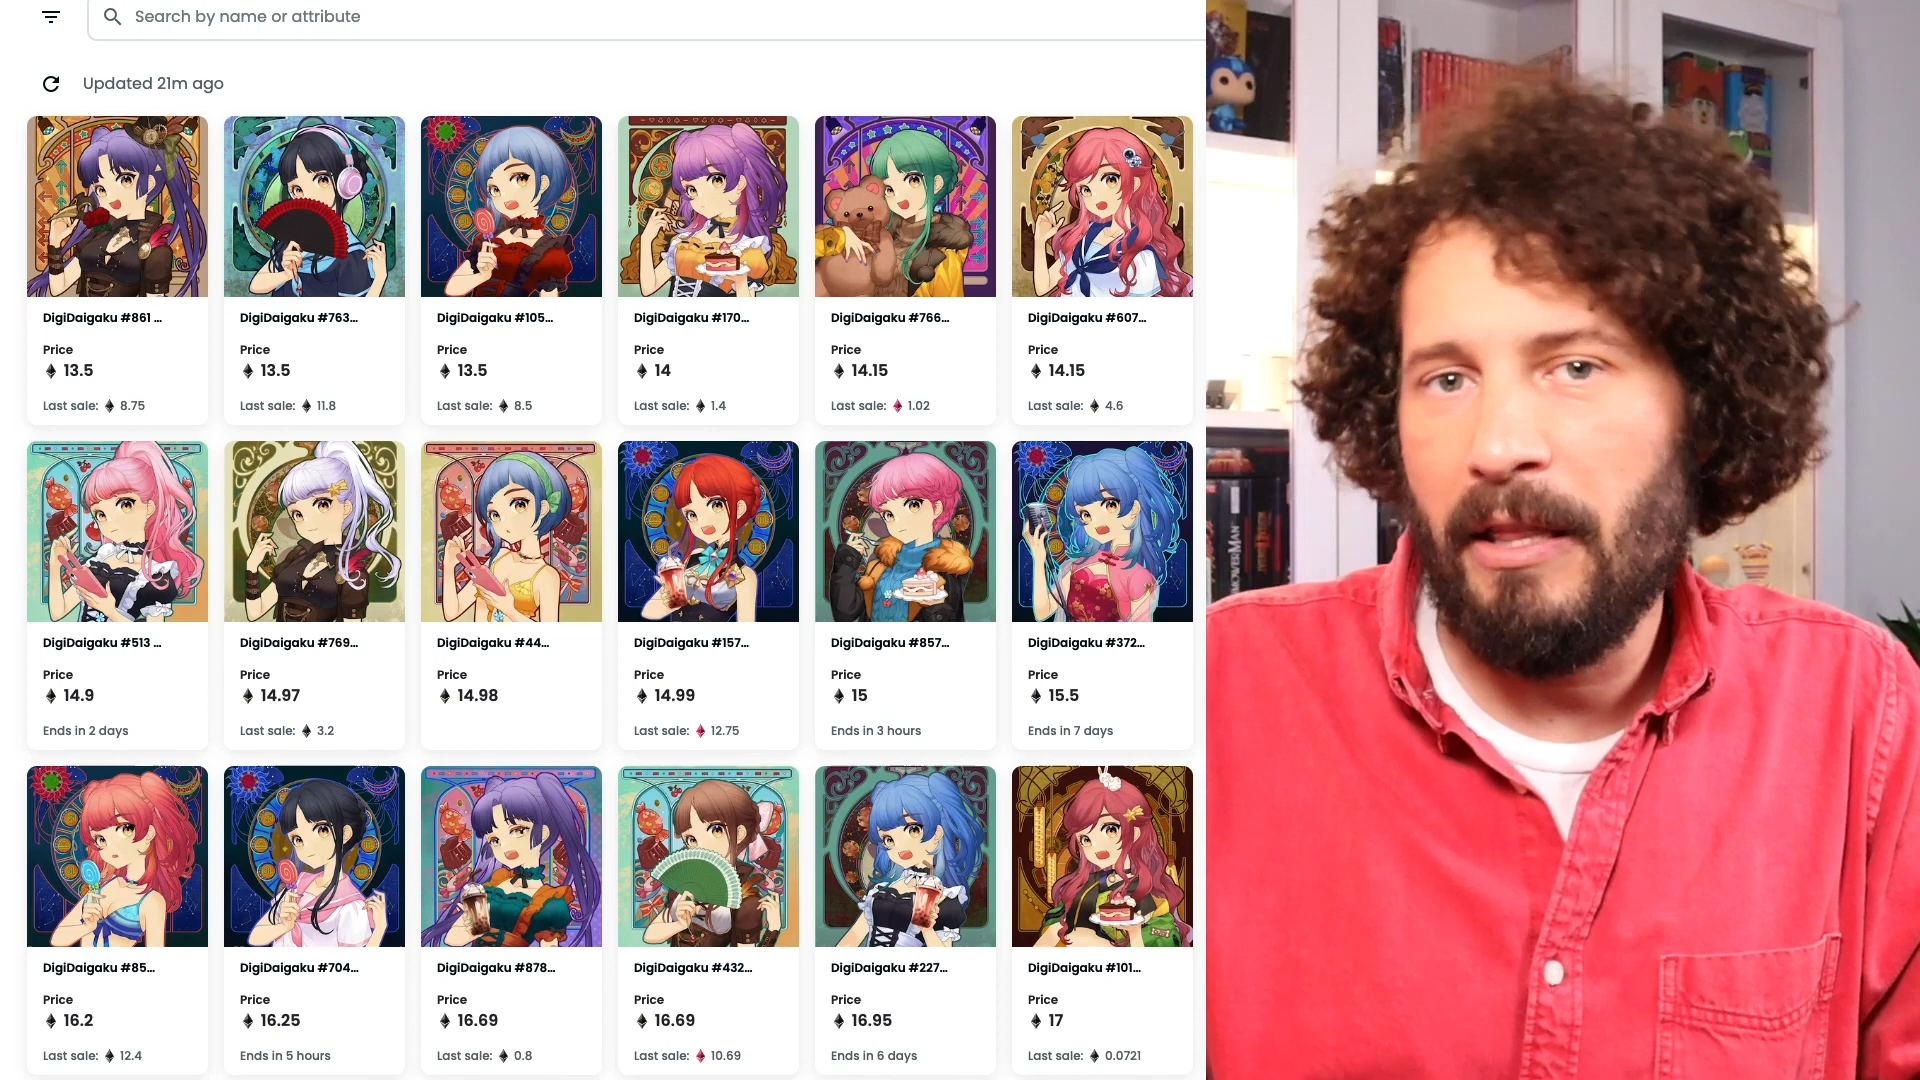 Search by name or attribute
Updated 21m ago
DigiDaigaku #861 ...
Price
13.5
Last sale: 8.75
DigiDaigaku #763...
Price
13.5
Last sale: 11.8
DigiDaigaku #105...
Price
13.5
Last sale: 8.5
DigiDaigaku #170...
Price
14
Last sale: 1.4
DigiDaigaku #766...
Price
14.15
Last sale: 1.02
DigiDaigaku #607...
Price
14.15
Last sale: 4.6
DigiDaigaku #513 ...
Price
14.9
Ends in 2 days
DigiDaigaku #769...
Price
14.97
Last sale: 3.2
DigiDaigaku #44...
Price
14.98
DigiDaigaku #157...
Price
14.99
Last sale: 12.75
DigiDaigaku #857...
Price
15
Ends in 3 hours
DigiDaigaku #372...
Price
15.5
Ends in 7 days
DigiDaigaku #85...
Price
16.2
Last sale: 12.4
DigiDaigaku #704...
Price
16.25
Ends in 5 hours
DigiDaigaku #878...
Price
16.69
Last sale: 0.8
DigiDaigaku #432...
Price
16.69
Last sale: 10.69
DigiDaigaku #227...
Price
16.95
Ends in 6 days
DigiDaigaku #101...
Price
17
Last sale: 0.0721